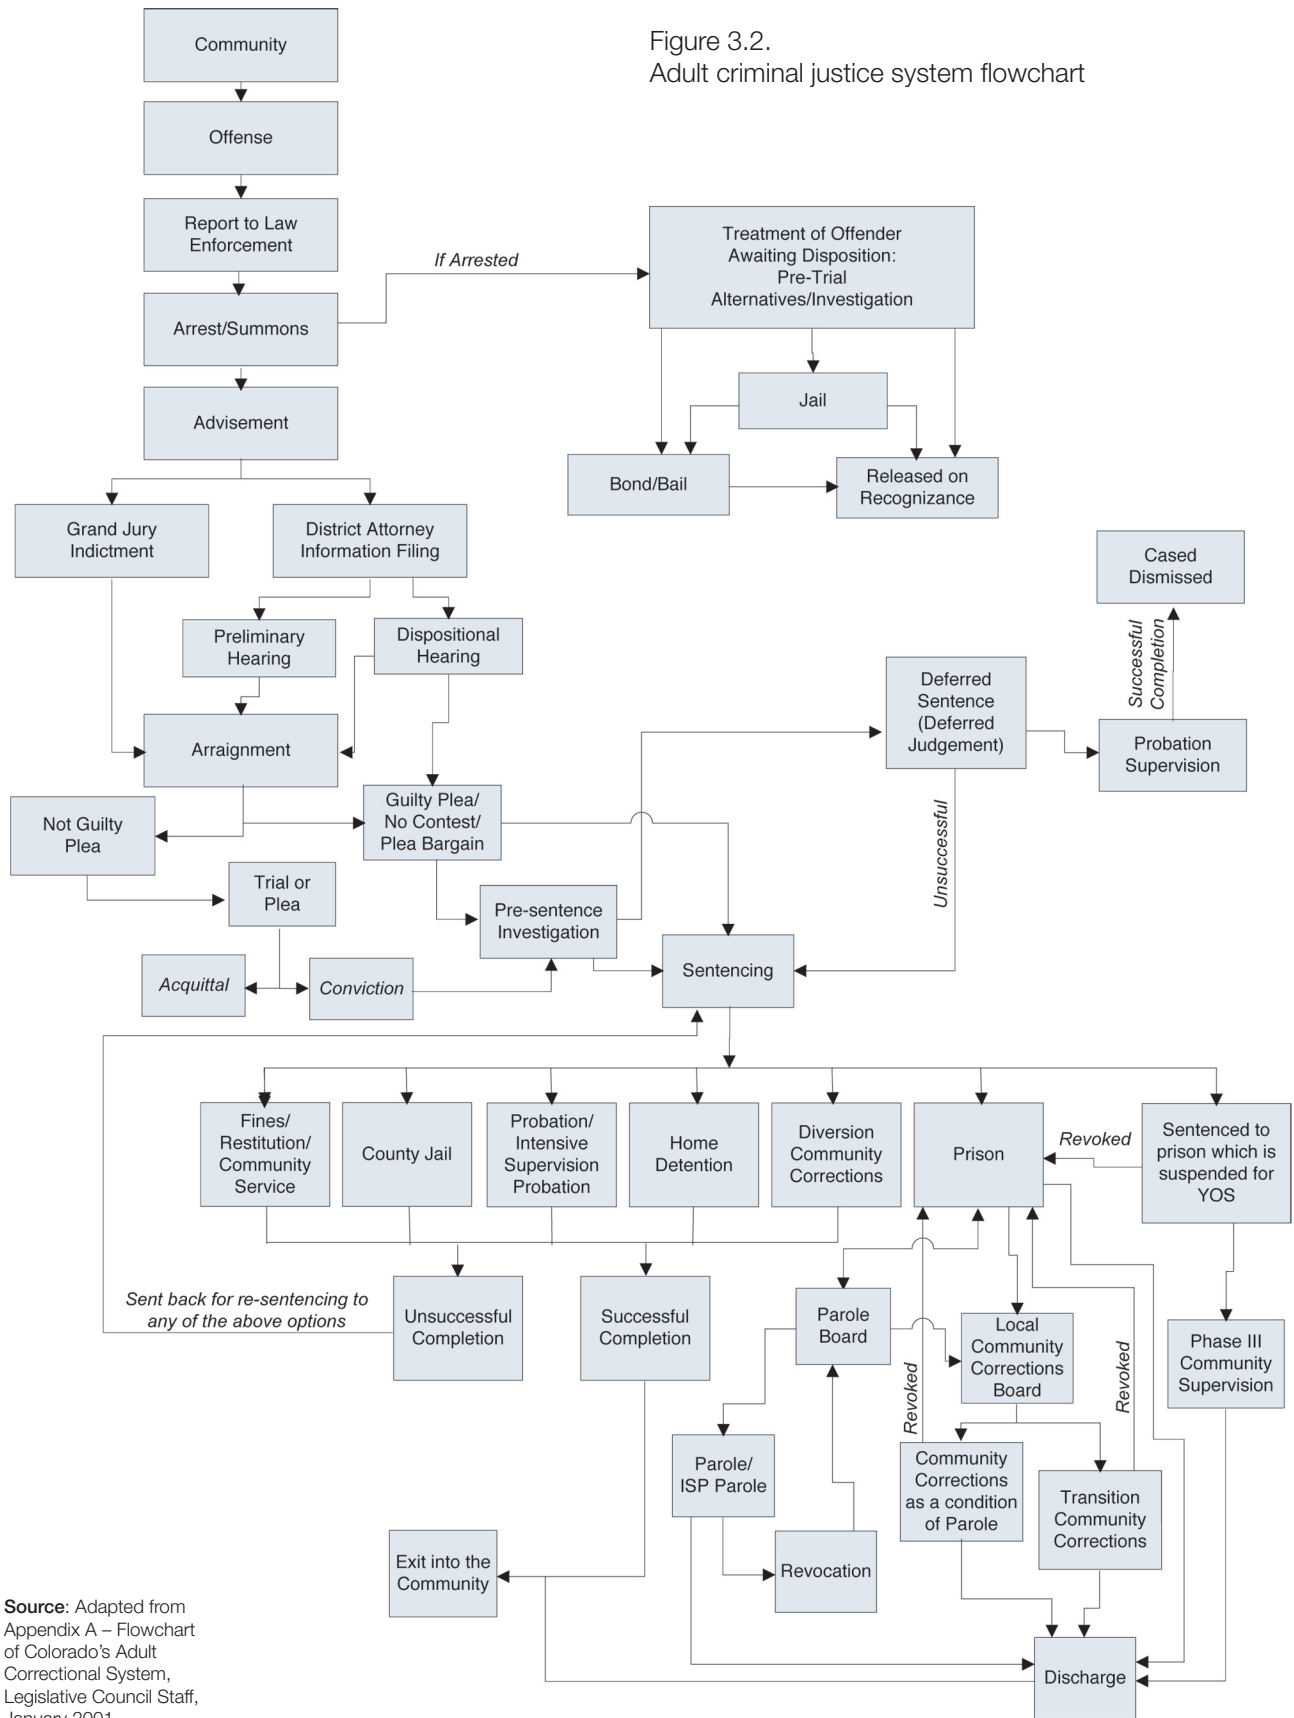 Figure 3.2.
Adult criminal justice system flowchart
Community
Offense
Report to Law
Enforcement
If Arrested
Treatment of Offender
Awaiting Disposition:
Pre-Trial
Alternatives/Investigation
Arrest/Summons
Jail
Advisement
Bond/Bail
Released on
Recognizance
Grand Jury
Indictment
District Attorney
Information Filing
Cased
Dismissed
Preliminary
Hearing
Dispositional
Hearing
Successful
Completion
Deferred
Sentence
(Deferred
Judgement)
Probation
Supervision
Arraignment
Not Guilty
Plea
Guilty Plea/
No Contest/
Plea Bargain
Unsuccessful
Trial or
Plea
Pre-sentence
Investigation
Sentencing
Acquittal
Conviction
Fines/
Restitution/
Community
Service
County Jail
Probation/
Intensive
Supervision
Probation
Home
Detention
Diversion
Community
Corrections
Prison
Revoked
Sentenced to
prison which is
suspended for
YOS
Sent back for re-sentencing to
any of the above options
Unsuccessful
Completion
Successful
Completion
Parole
Board
Local
Community
Corrections
Board
Phase III
Community
Supervision
Revoked
Revoked
Parole/
ISP Parole
Community
Corrections
as a condition
of Parole
Transition
Community
Corrections
Exit into the
Community
Revocation
Discharge
Source: Adapted from
Appendix A – Flowchart
of Colorado's Adult
Correctional System,
Legislative Council Staff,
January 2001